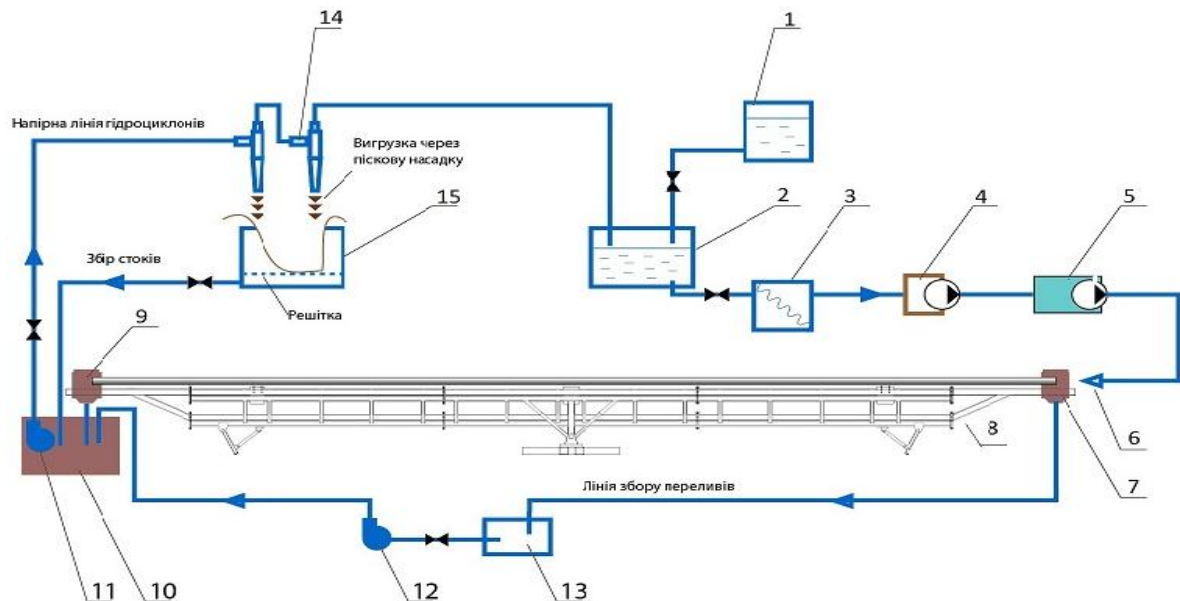 14
1
Напірна лінія гідроциклонів
Вигрузка через
піскову насадку
15
2
3
4
5
Збір стоків
Решітка
9
8
6
7
Лінія збору переливів
11
10
12
13